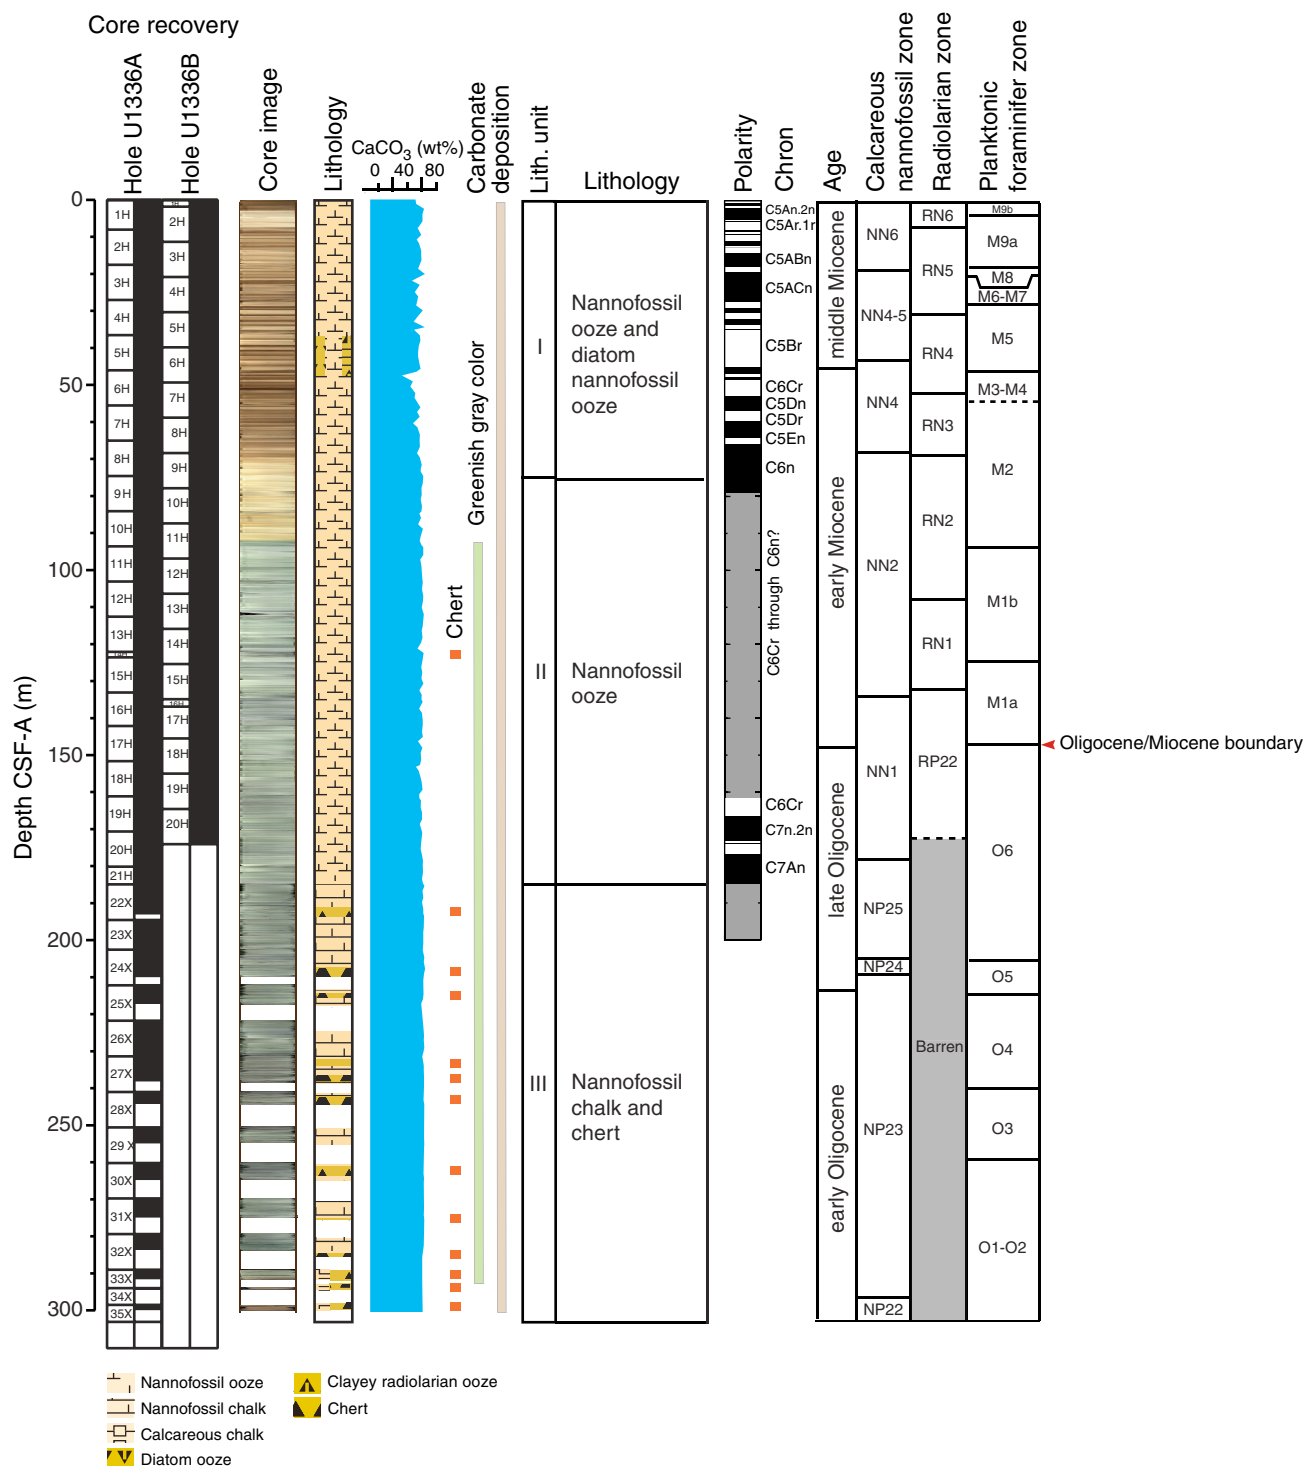 Core recovery
Hole U1336A
Hole U1336B
Core image
Lithology
CaCO3 (wt%)
0 40 80
Carbonate
deposition
Lith. unit
Lithology
Polarity
Chron
Age
Calcareous
nannofossil zone
Radiolarian zone
Planktonic
foraminifer zone
Depth CSF-A (m)
0
50
100
150
200
250
300
1H
2H
3H
4H
5H
6H
7H
8H
9H
10H
11H
12H
13H
14H
15H
16H
17H
18H
19H
20H
21H
22X
23X
24X
25X
26X
27X
28X
29 X
30X
31X
32X
33X
34X
35X
1H
2H
3H
4H
5H
6H
7H
8H
9H
10H
11H
12H
13H
14H
15H
16H
17H
18H
19H
20H
Chert
Greenish gray color
I
Nannofossil
ooze and
diatom
nannofossil
ooze
II
Nannofossil
ooze
III
Nannofossil
chalk and
chert
C5An.2n
C5Ar.1r
C5ABn
C5ACn
C5Br
C6Cr
C5Dn
C5Dr
C5En
C6n
C6Cr through C6n?
C6Cr
C7n.2n
C7An
middle Miocene
early Miocene
late Oligocene
early Oligocene
NN6
NN4-5
NN4
NN2
NN1
NP25
NP24
NP23
NP22
RN6
RN5
RN4
RN3
RN2
RN1
RP22
Barren
M9b
M9a
M8
M6-M7
M5
M3-M4
M2
M1b
M1a
O6
O5
O4
O3
O1-O2
Oligocene/Miocene boundary
Nannofossil ooze
Nannofossil chalk
Calcareous chalk
Diatom ooze
Clayey radiolarian ooze
Chert